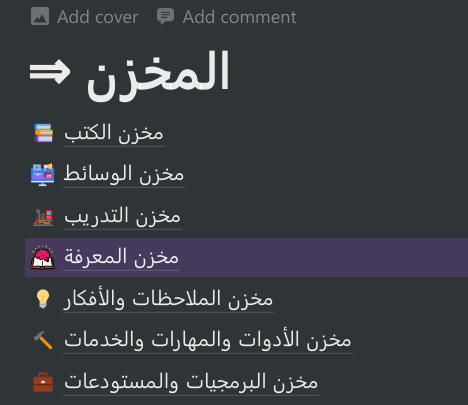 Add cover Add comment
المخزن ⇒
مخزن الكتب
مخزن الوسائط
مخزن التدريب
مخزن المعرفة
مخزن الملاحظات والأفكار
مخزن الأدوات والمهارات والخدمات
مخزن البرمجيات والمستودعات